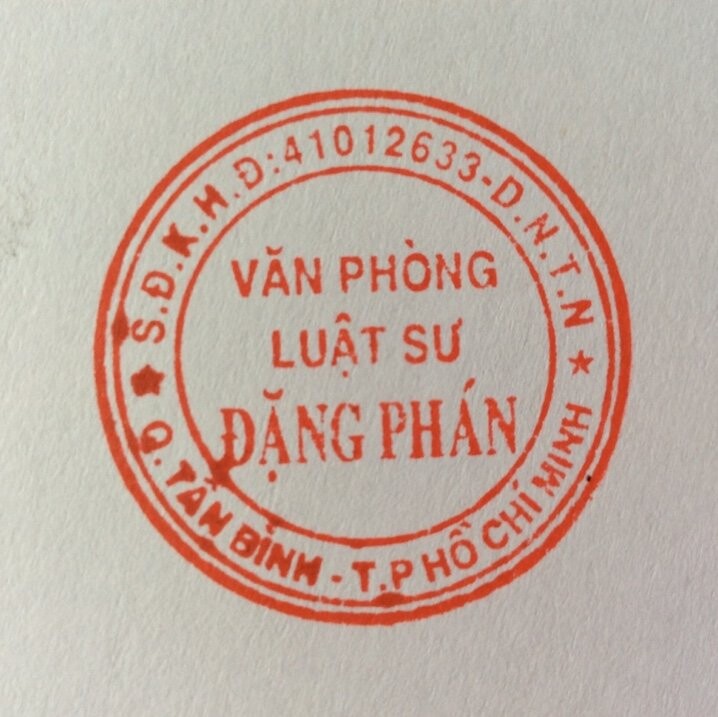 S.Đ.K.H.Đ:41012633-D.N.T.N
VĂN PHÒNG
LUẬT SƯ
ĐẶNG PHÁN
Q.TÂN BÌNH - T.P HỒ CHÍ MINH